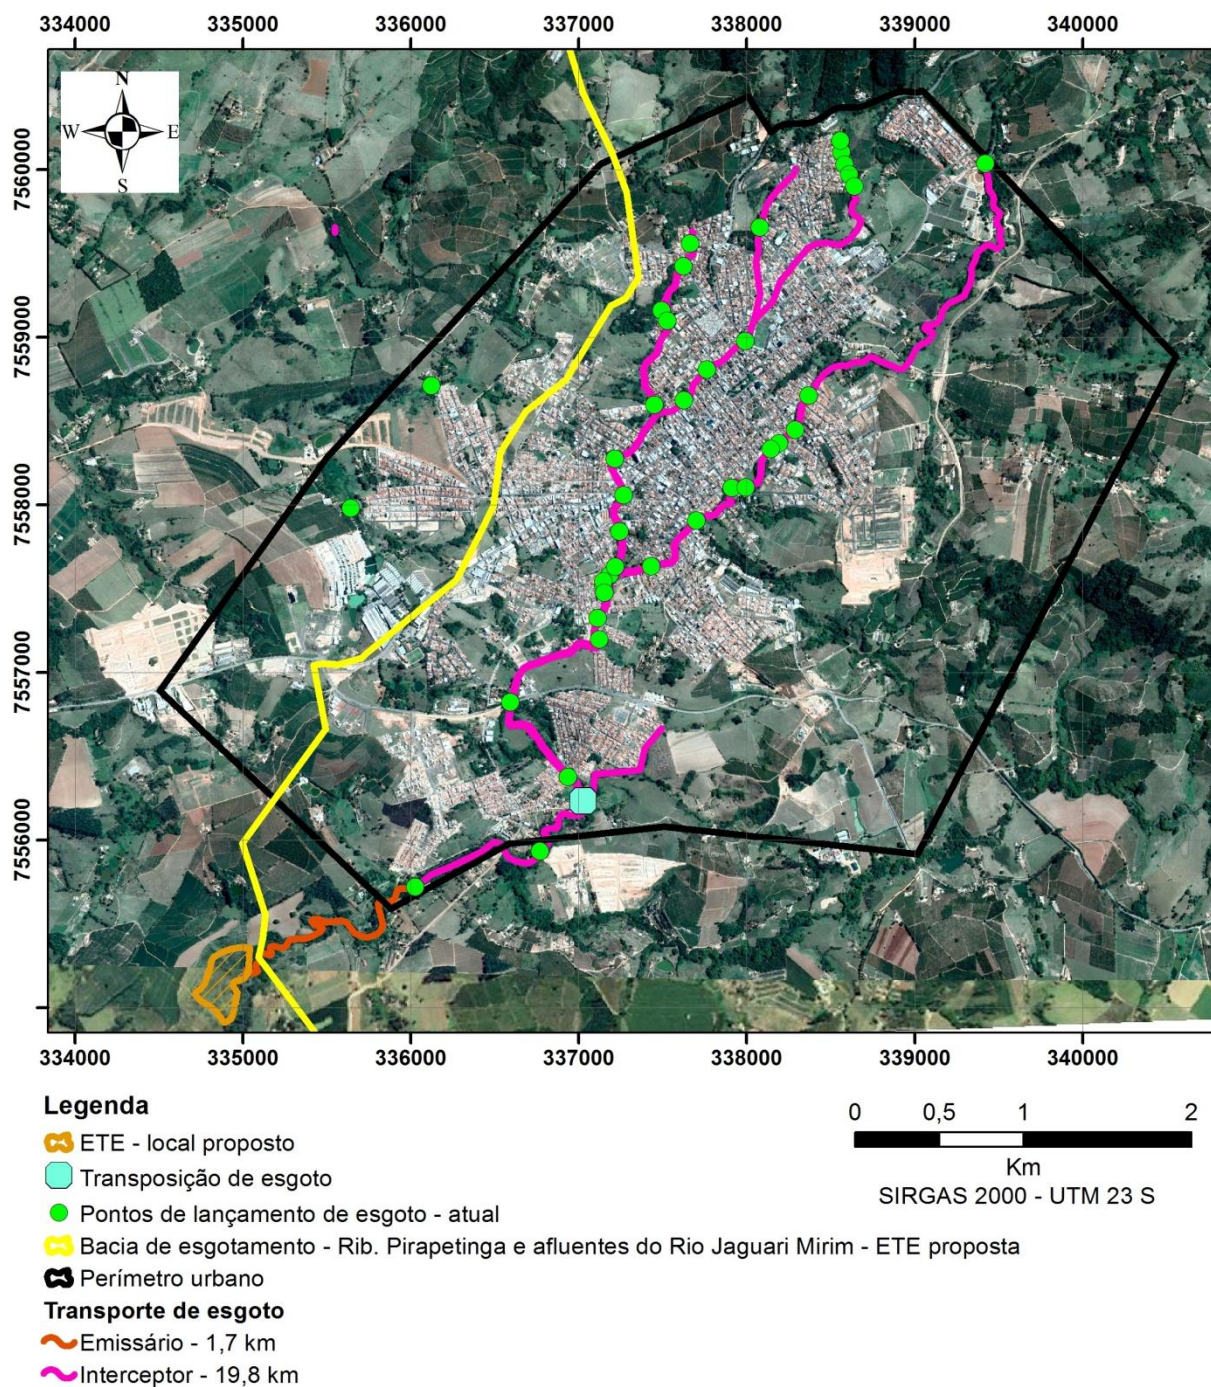 334000 335000 336000 337000 338000 339000 340000
N
W E
S
7560000
7559000
7558000
7557000
7556000
7555000
334000 335000 336000 337000 338000 339000 340000
Legenda
ETE - local proposto
Transposição de esgoto
Pontos de lançamento de esgoto - atual
Bacia de esgotamento - Rib. Pirapetinga e afluentes do Rio Jaguari Mirim - ETE proposta
Perímetro urbano
Transporte de esgoto
Emissário - 1,7 km
Interceptor - 19,8 km
0 0,5 1 2
Km
SIRGAS 2000 - UTM 23 S